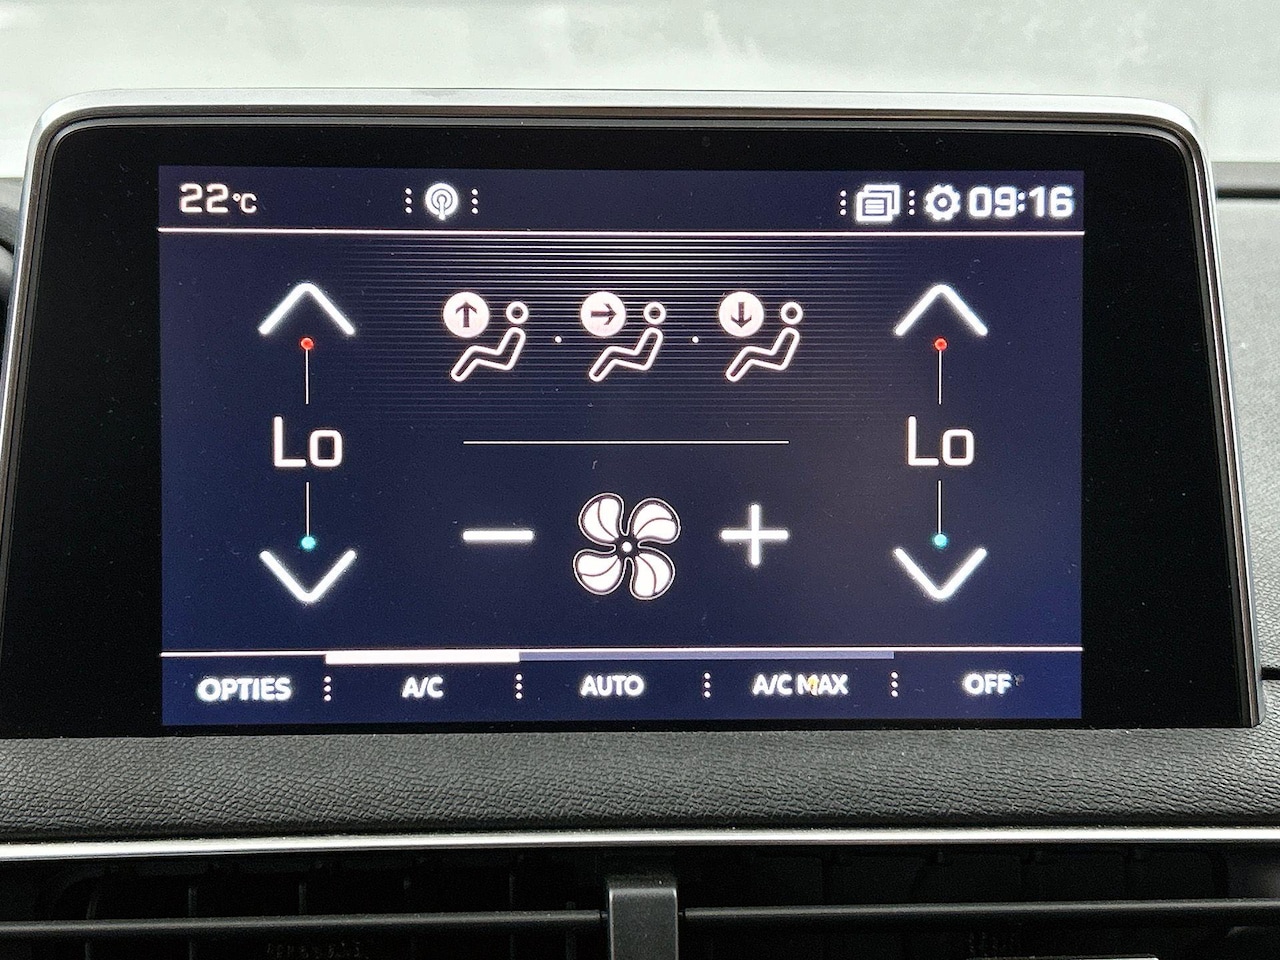 22°C 09:16
Lo Lo
OPTIES A/C AUTO A/C MAX OFF